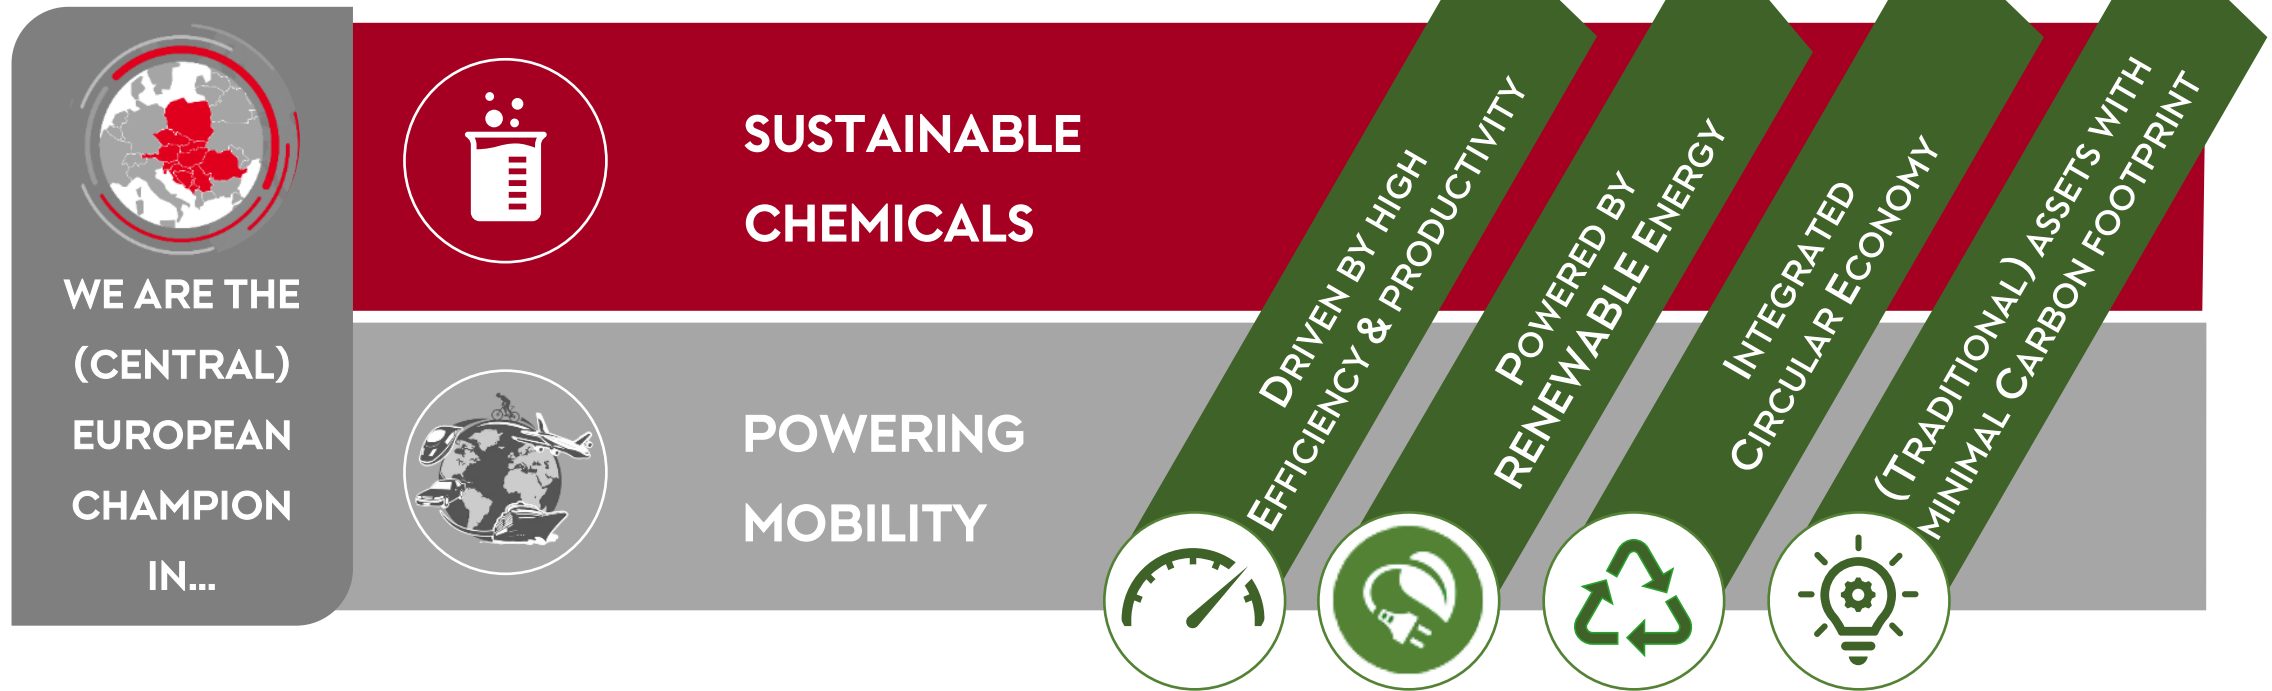 WE ARE THE
(CENTRAL)
EUROPEAN
CHAMPION
IN...
SUSTAINABLE
CHEMICALS
POWERING
MOBILITY
DRIVEN BY HIGH
EFFICIENCY & PRODUCTIVITY
POWERED BY
RENEWABLE ENERGY
INTEGRATED
CIRCULAR ECONOMY
(TRADITIONAL) ASSETS WITH
MINIMAL CARBON FOOTPRINT